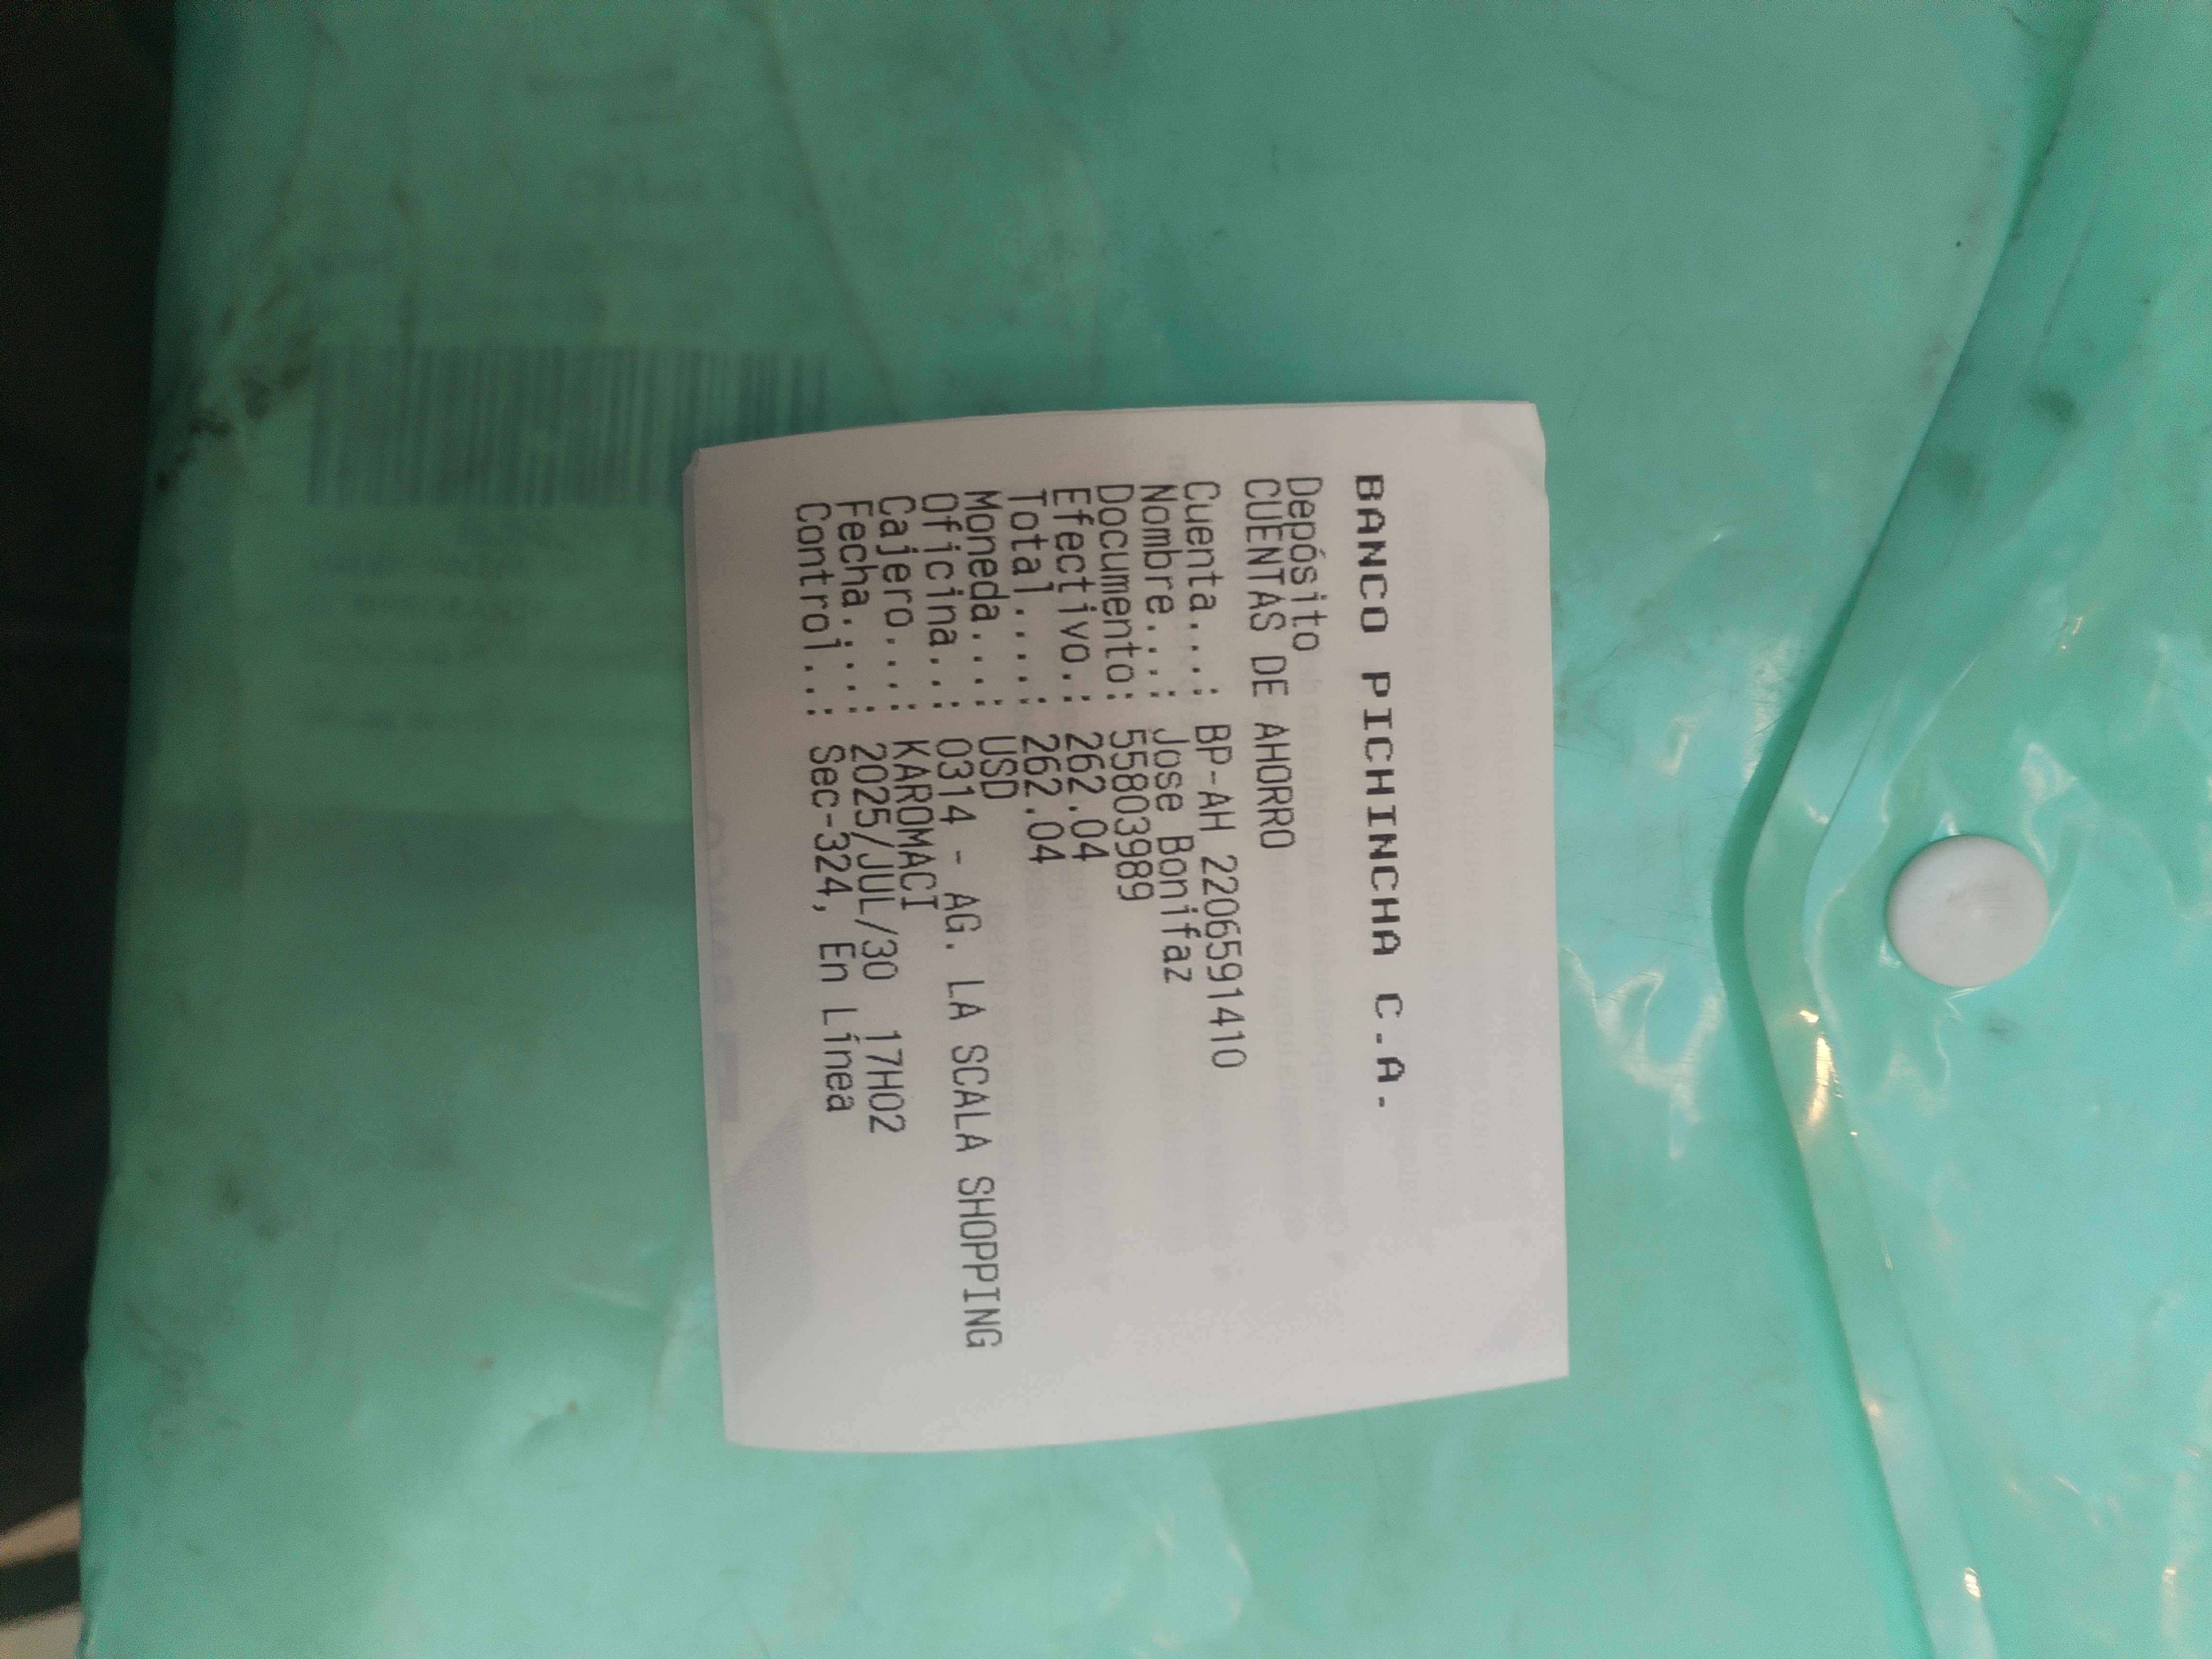 BANCO PICHINCHA C.A.
Depósito
CUENTAS DE AHORRO
Cuenta...: BP-AH 2206591410
Nombre...: Jose Bonifaz
Documento: 55803989
Efectivo.: 262.04
Total....: 262.04
Moneda...: USD
Oficina..: 0314 - AG. LA SCALA SHOPPING
Cajero...: KAROMACI
Fecha....: 2025/JUL/30 17H02
Control..: Sec-324, En Línea